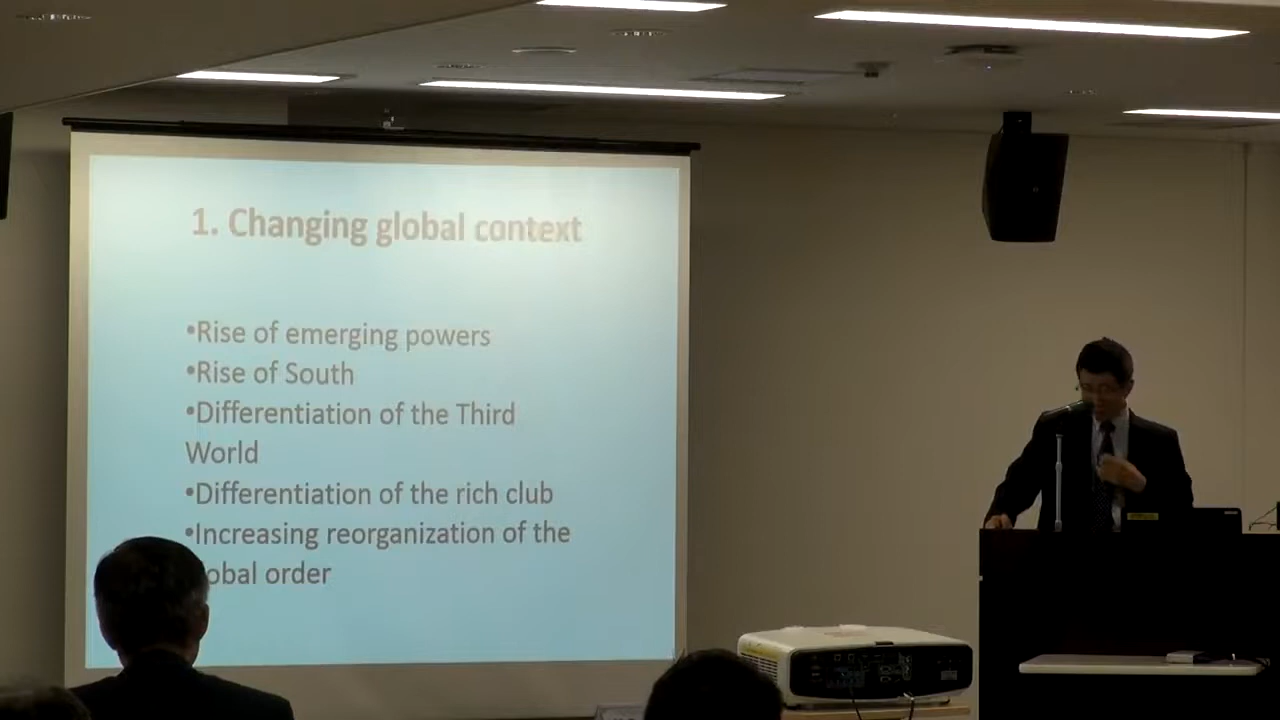 1. Changing global context
•Rise of emerging powers
•Rise of South
•Differentiation of the Third
World
•Differentiation of the rich club
•Increasing reorganization of the
obal order